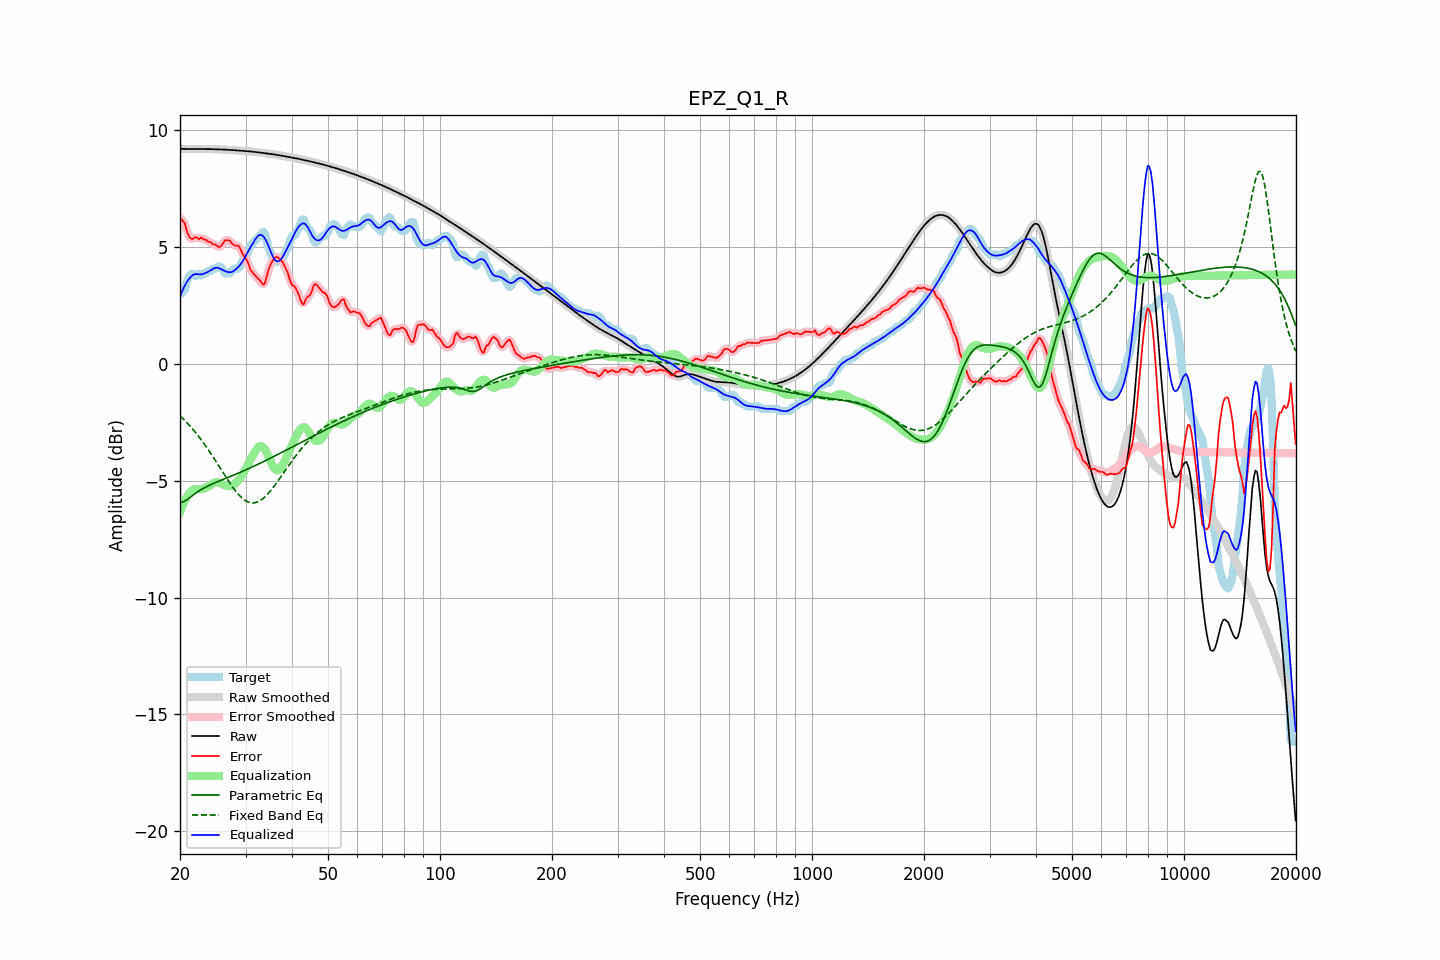 EPZ_Q1_R
Amplitude (dBr)
10
5
0
−5
−10
−15
−20
Target
Raw Smoothed
Error Smoothed
Raw
Error
Equalization
Parametric Eq
Fixed Band Eq
Equalized
20 50 100 200 500 1000 2000 5000 10000 20000
Frequency (Hz)